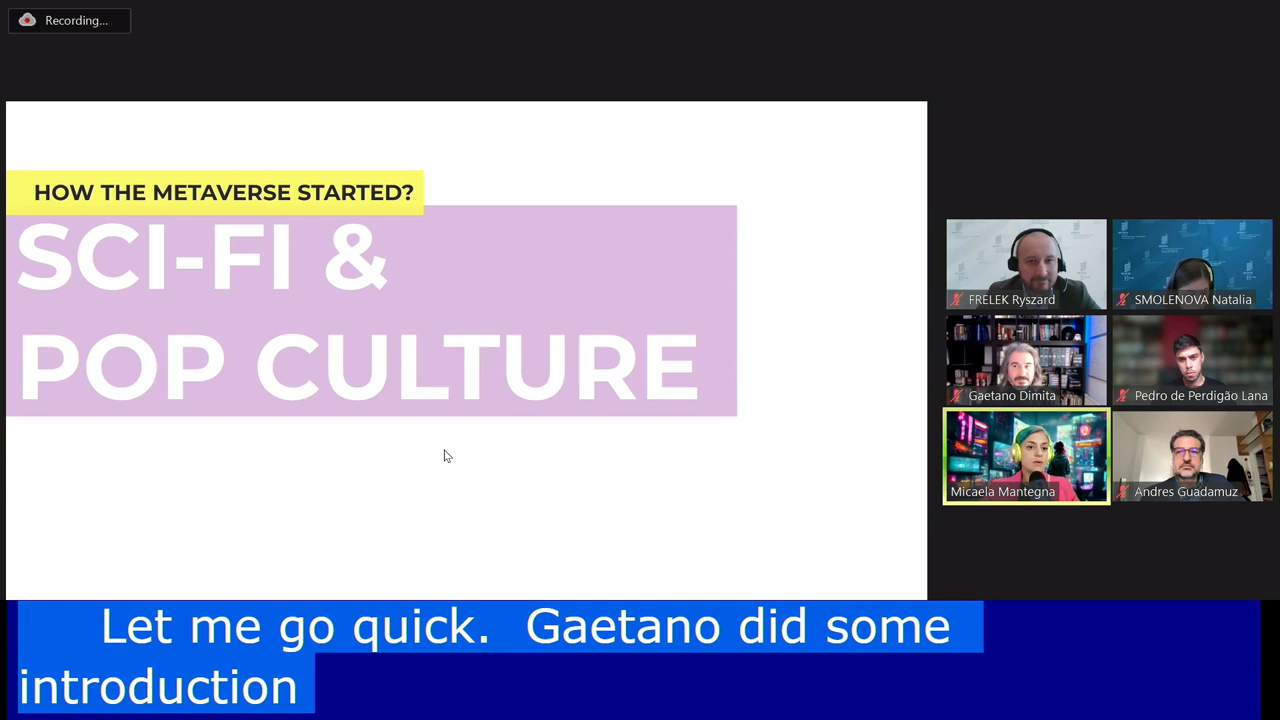 Recording...
HOW THE METAVERSE STARTED?
SCI-FI &
POP CULTURE
FRELEK Ryszard
SMOLENOVA Natalia
Gaetano Dimita
Pedro de Perdigão Lana
Micaela Mantegna
Andres Guadamuz
Let me go quick.  Gaetano did some
introduction